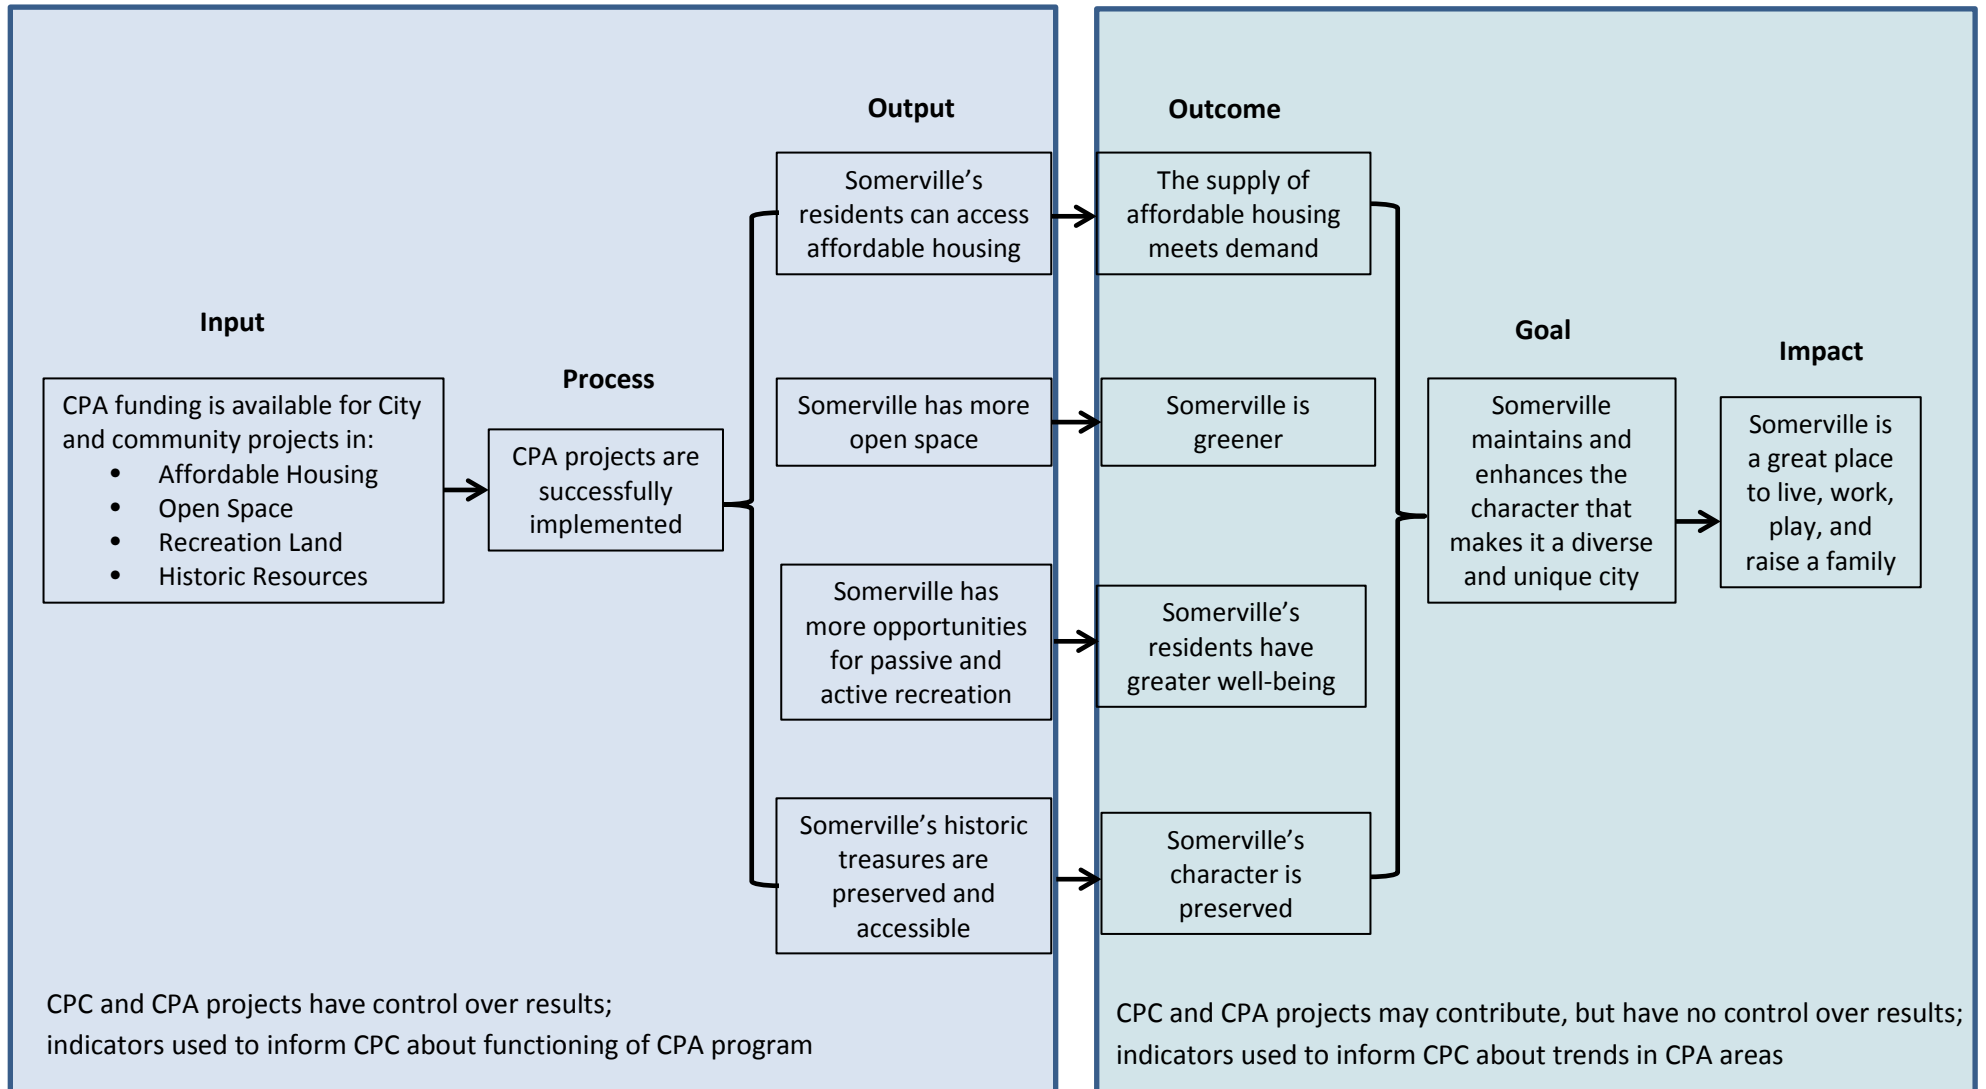 Input
CPA funding is available for City
and community projects in:
• Affordable Housing
• Open Space
• Recreation Land
• Historic Resources
Process
CPA projects are
successfully
implemented
Output
Somerville’s
residents can access
affordable housing
Somerville has more
open space
Somerville has
more opportunities
for passive and
active recreation
Somerville’s historic
treasures are
preserved and
accessible
CPC and CPA projects have control over results;
indicators used to inform CPC about functioning of CPA program
Outcome
The supply of
affordable housing
meets demand
Somerville is
greener
Somerville’s
residents have
greater well-being
Somerville’s
character is
preserved
Goal
Somerville
maintains and
enhances the
character that
makes it a diverse
and unique city
Impact
Somerville is
a great place
to live, work,
play, and
raise a family
CPC and CPA projects may contribute, but have no control over results;
indicators used to inform CPC about trends in CPA areas